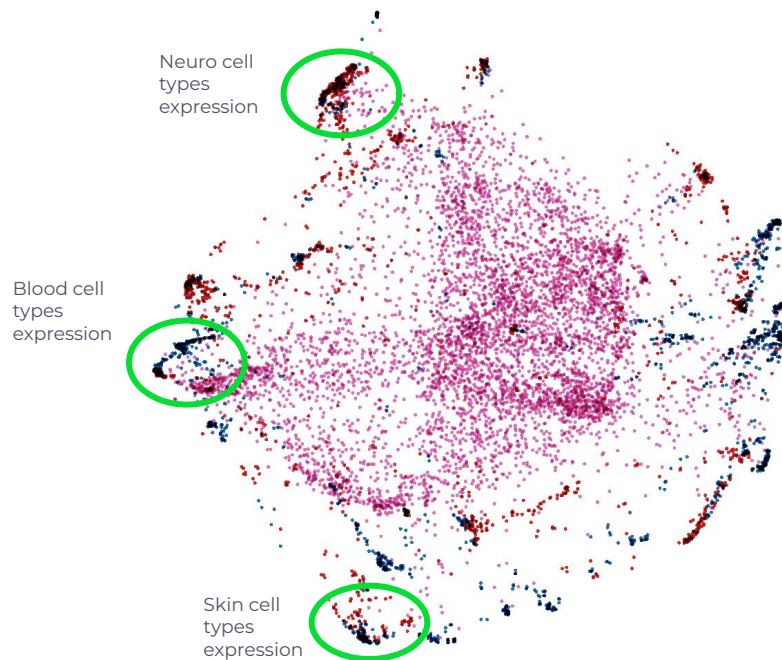 Neuro cell
types
expression
Blood cell
types
expression
Skin cell
types
expression